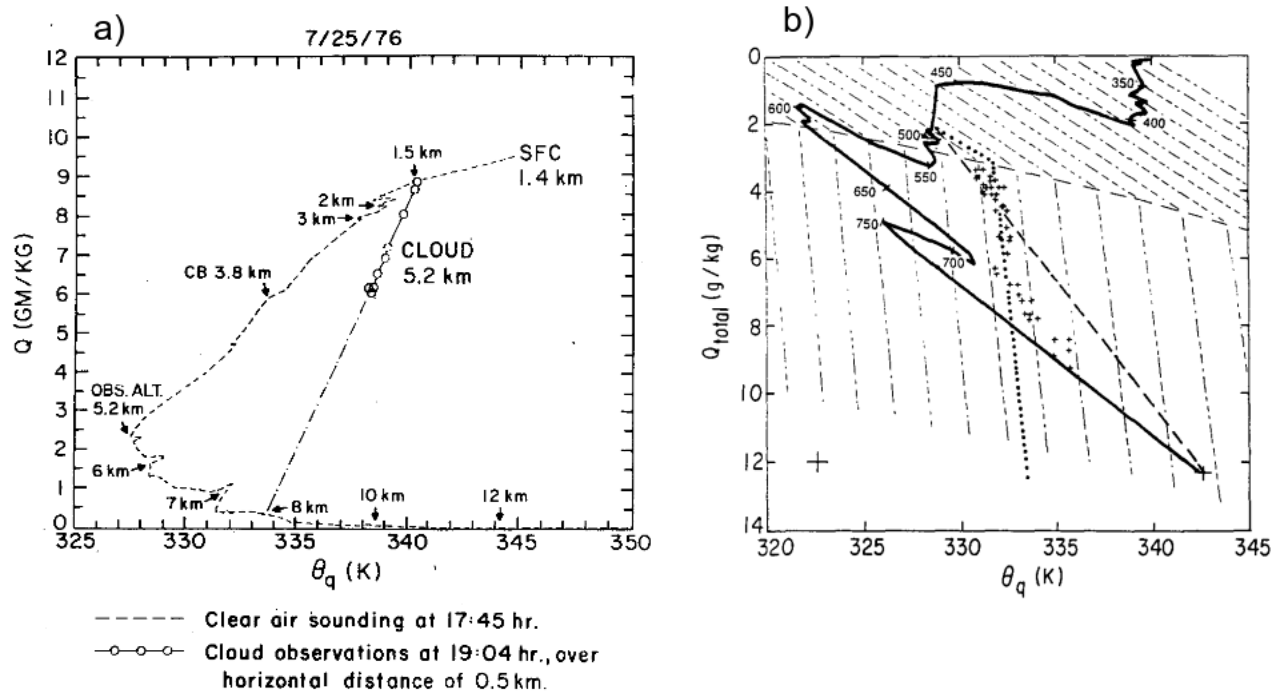 a)
7/25/76
12
11
10
9
8
7
6
5
4
3
2
1
0
Q (GM/KG)
1.5 km
SFC
1.4 km
2 km
3 km
CLOUD
5.2 km
CB 3.8 km
OBS. ALT.
5.2 km
6 km
7 km
8 km
10 km
12 km
325 330 335 340 345 350
θq (K)
Clear air sounding at 17:45 hr.
Cloud observations at 19:04 hr., over
horizontal distance of 0.5 km.
b)
0
2
4
6
8
10
12
14
Q total (g / kg)
450
350
400
600
500
550
650
750
700
320 325 330 335 340 345
θq (K)